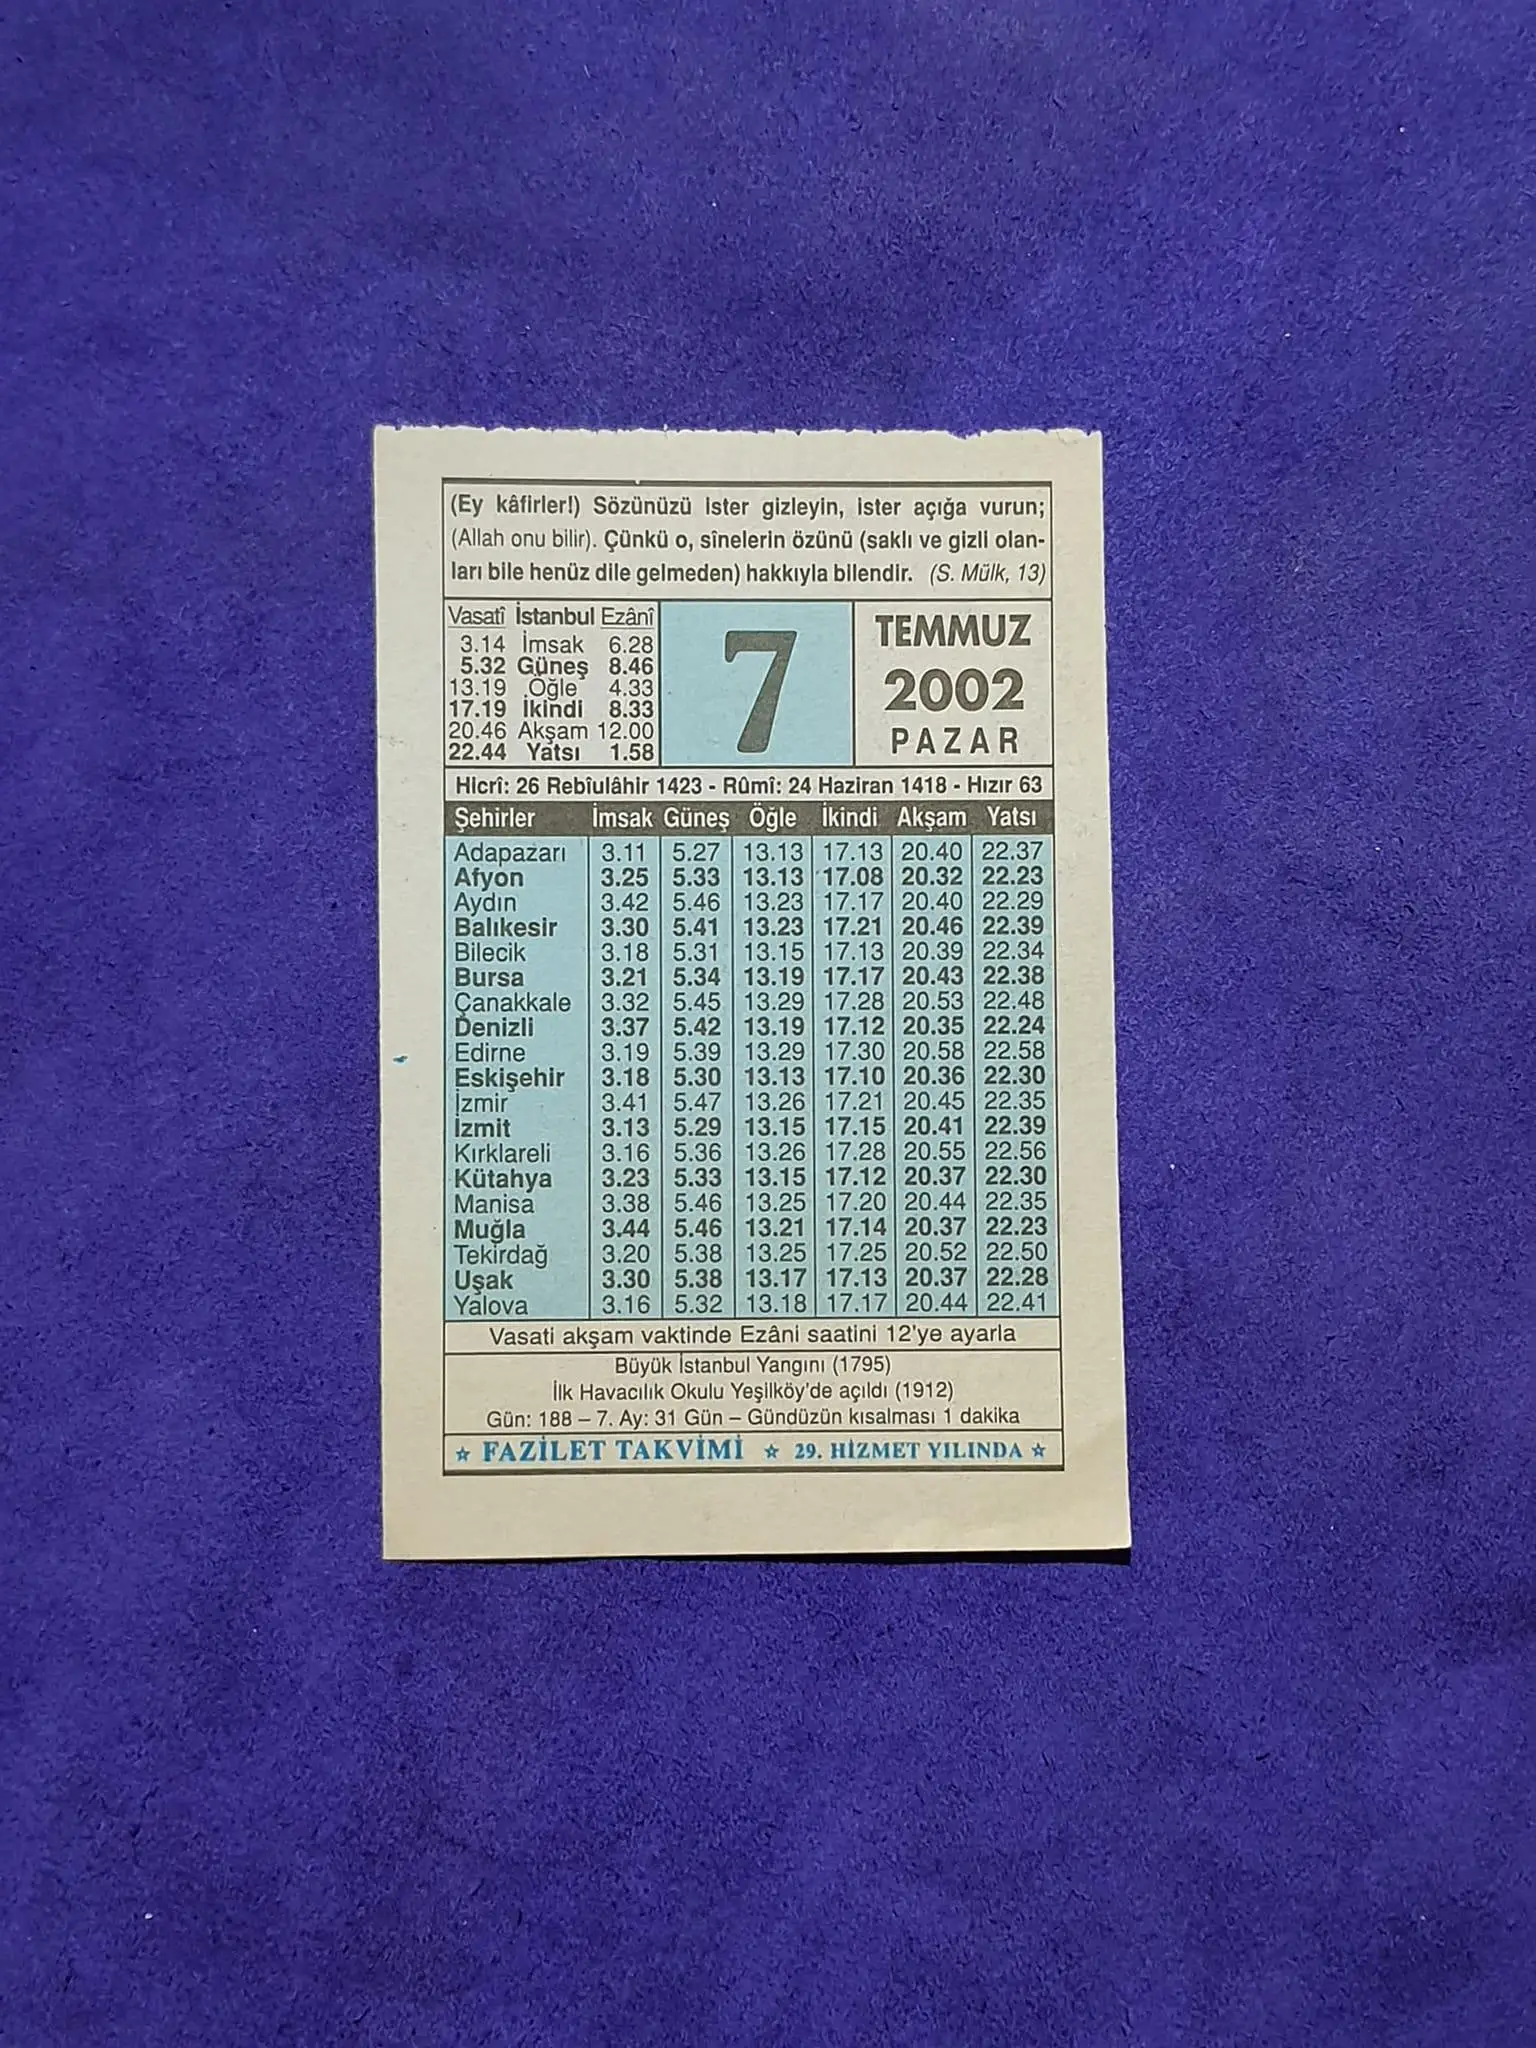 (Ey kâfirler!) Sözünüzü ister gizleyin, ister açığa vurun;
(Allah onu bilir). Çünkü o, sînelerin özünü (saklı ve gizli olan-
ları bile henüz dile gelmeden) hakkıyla bilendir. (S. Mülk, 13)
Vasatî İstanbul Ezânî
3.14 İmsak 6.28
5.32 Güneş 8.46
13.19 Öğle 4.33
17.19 İkindi 8.33
20.46 Akşam 12.00
22.44 Yatsı 1.58
7
TEMMUZ
2002
PAZAR
Hicrî: 26 Rebîulâhir 1423 - Rûmî: 24 Haziran 1418 - Hızır 63
Şehirler İmsak Güneş Öğle İkindi Akşam Yatsı
Adapazarı 3.11 5.27 13.13 17.13 20.40 22.37
Afyon 3.25 5.33 13.13 17.08 20.32 22.23
Aydın 3.42 5.46 13.23 17.17 20.40 22.29
Balıkesir 3.30 5.41 13.23 17.21 20.46 22.39
Bilecik 3.18 5.31 13.15 17.13 20.39 22.34
Bursa 3.21 5.34 13.19 17.17 20.43 22.38
Çanakkale 3.32 5.45 13.29 17.28 20.53 22.48
Denizli 3.37 5.42 13.19 17.12 20.35 22.24
Edirne 3.19 5.39 13.29 17.30 20.58 22.58
Eskişehir 3.18 5.30 13.13 17.10 20.36 22.30
İzmir 3.41 5.47 13.26 17.21 20.45 22.35
İzmit 3.13 5.29 13.15 17.15 20.41 22.39
Kırklareli 3.16 5.36 13.26 17.28 20.55 22.56
Kütahya 3.23 5.33 13.15 17.12 20.37 22.30
Manisa 3.38 5.46 13.25 17.20 20.44 22.35
Muğla 3.44 5.46 13.21 17.14 20.37 22.23
Tekirdağ 3.20 5.38 13.25 17.25 20.52 22.50
Uşak 3.30 5.38 13.17 17.13 20.37 22.28
Yalova 3.16 5.32 13.18 17.17 20.44 22.41
Vasati akşam vaktinde Ezâni saatini 12'ye ayarla
Büyük İstanbul Yangını (1795)
İlk Havacılık Okulu Yeşilköy'de açıldı (1912)
Gün: 188 – 7. Ay: 31 Gün – Gündüzün kısalması 1 dakika
☆ FAZİLET TAKVİMİ ☆ 29. HİZMET YILINDA ☆